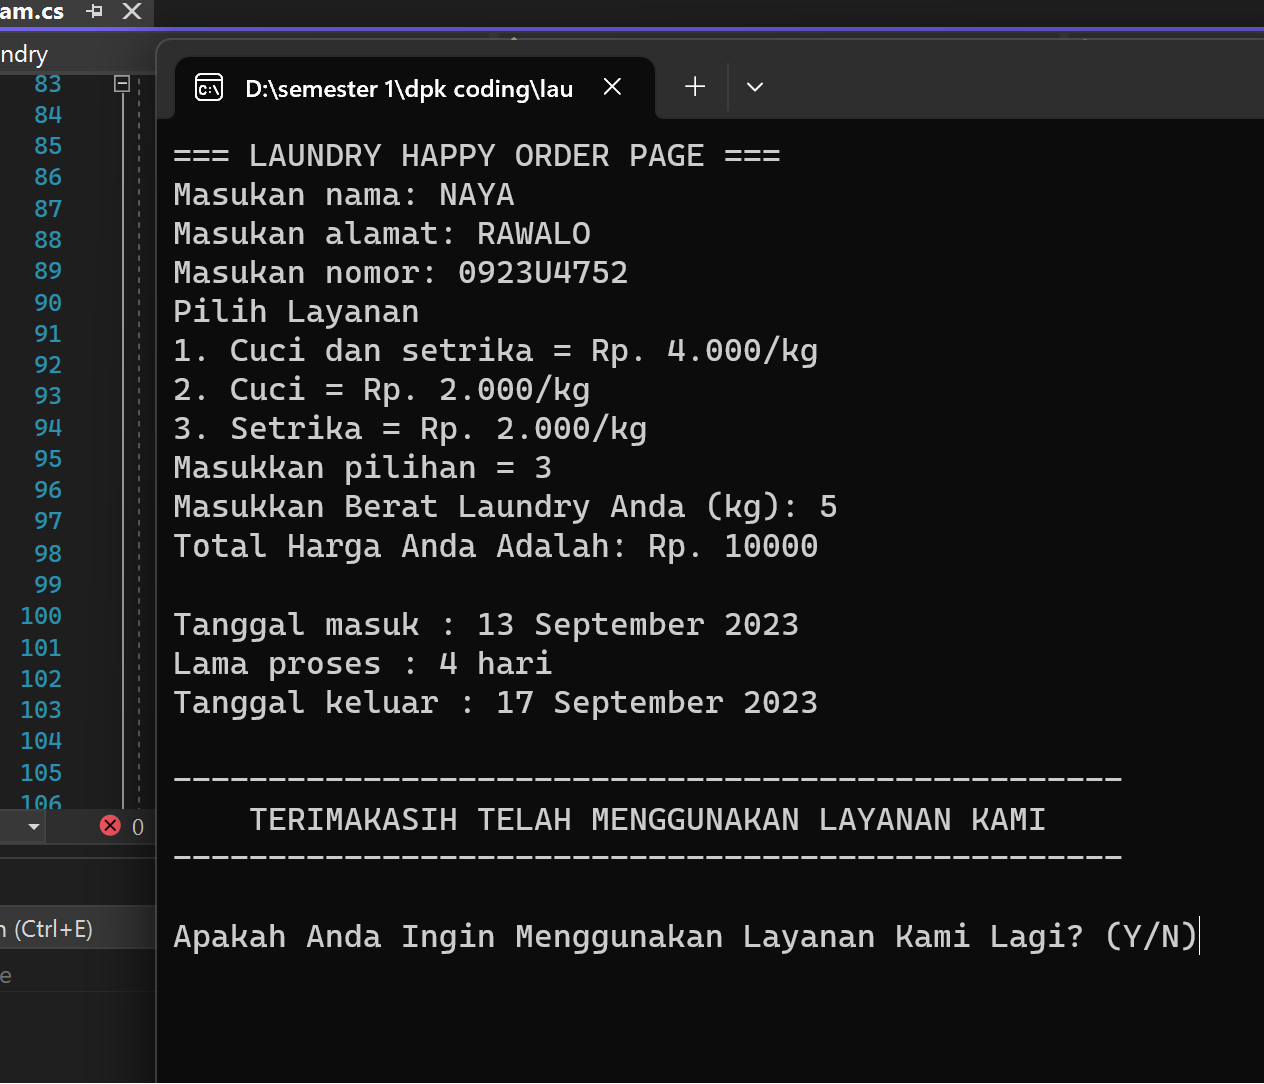 am.cs
ndry
D:\semester 1\dpk coding\lau
83
84
85
86
87
88
89
90
91
92
93
94
95
96
97
98
99
100
101
102
103
104
105
106
0
n (Ctrl+E)
e
=== LAUNDRY HAPPY ORDER PAGE ===
Masukan nama: NAYA
Masukan alamat: RAWALO
Masukan nomor: 0923U4752
Pilih Layanan
1. Cuci dan setrika = Rp. 4.000/kg
2. Cuci = Rp. 2.000/kg
3. Setrika = Rp. 2.000/kg
Masukkan pilihan = 3
Masukkan Berat Laundry Anda (kg): 5
Total Harga Anda Adalah: Rp. 10000
Tanggal masuk : 13 September 2023
Lama proses : 4 hari
Tanggal keluar : 17 September 2023
--------------------------------------------------
TERIMAKASIH TELAH MENGGUNAKAN LAYANAN KAMI
--------------------------------------------------
Apakah Anda Ingin Menggunakan Layanan Kami Lagi? (Y/N)